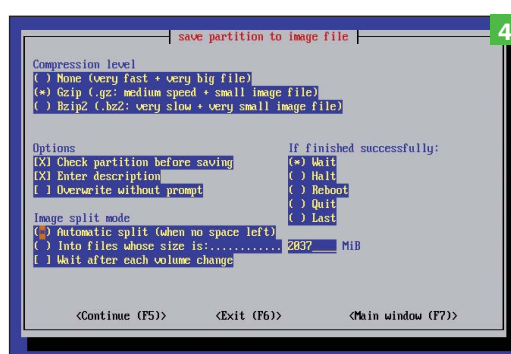 4
save partition to image file
Compression level
( ) None (very fast + very big file)
(*) Gzip (.gz: medium speed + small image file)
( ) Bzip2 (.bz2: very slow + very small image file)
Options
[X] Check partition before saving
[X] Enter description
[ ] Overwrite without prompt
If finished successfully:
(*) Wait
( ) Halt
( ) Reboot
( ) Quit
( ) Last
Image split mode
(*) Automatic split (when no space left)
( ) Into files whose size is:............ 2037____ MiB
[ ] Wait after each volume change
<Continue (F5)> <Exit (F6)> <Main window (F7)>